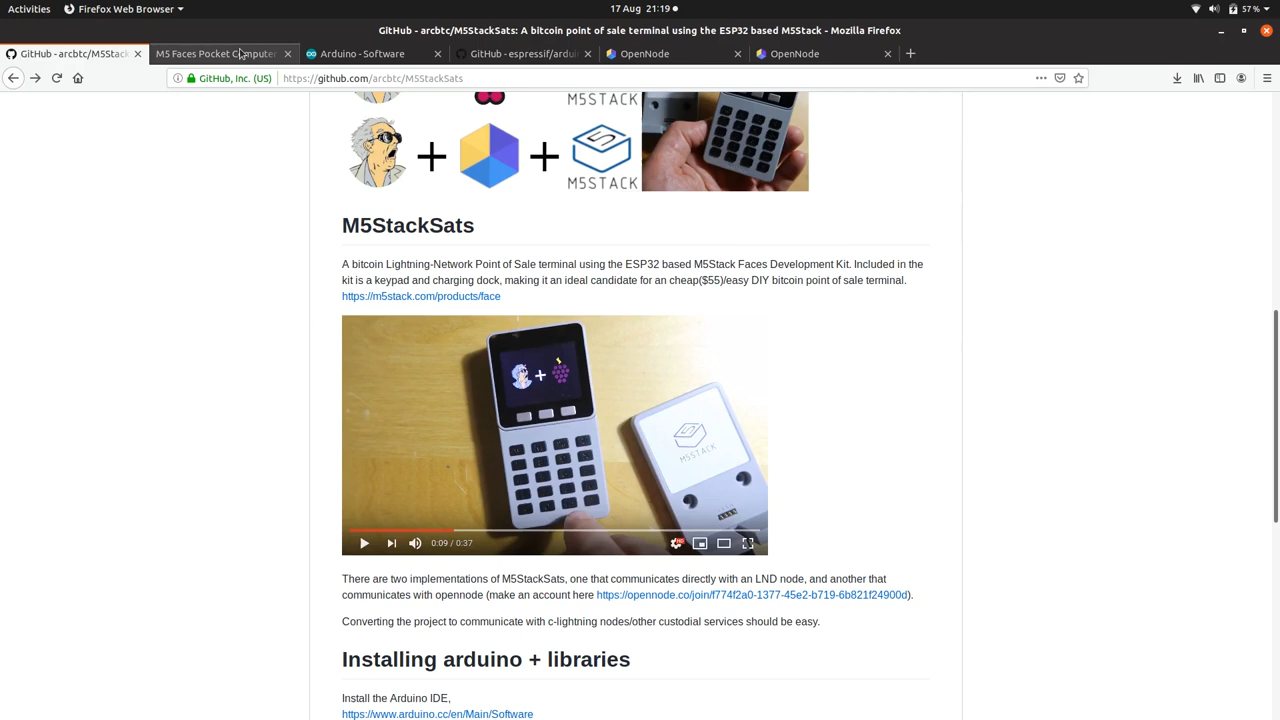 Activities
Firefox Web Browser
17 Aug 21:19
57 %
GitHub - arcbtc/M5StackSats: A bitcoin point of sale terminal using the ESP32 based M5Stack - Mozilla Firefox
GitHub - arcbtc/M5Stack
M5 Faces Pocket Computer
Arduino - Software
GitHub - espressif/ardui
OpenNode
OpenNode
GitHub, Inc. (US)
https://github.com/arcbtc/M5StackSats
M5STACK
5
M5STACK
M5StackSats
A bitcoin Lightning-Network Point of Sale terminal using the ESP32 based M5Stack Faces Development Kit. Included in the
kit is a keypad and charging dock, making it an ideal candidate for an cheap($55)/easy DIY bitcoin point of sale terminal.
https://m5stack.com/products/face
5
M5STACK
0:09 / 0:37
HD
There are two implementations of M5StackSats, one that communicates directly with an LND node, and another that
communicates with opennode (make an account here https://opennode.co/join/f774f2a0-1377-45e2-b719-6b821f24900d).
Converting the project to communicate with c-lightning nodes/other custodial services should be easy.
Installing arduino + libraries
Install the Arduino IDE,
https://www.arduino.cc/en/Main/Software